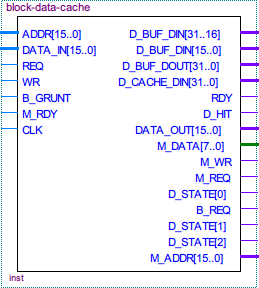 block-data-cache
ADDR[15..0] D_BUF_DIN[31..16]
DATA_IN[15..0] D_BUF_DIN[15..0]
REQ D_BUF_DOUT[31..0]
WR D_CACHE_DIN[31..0]
B_GRUNT RDY
M_RDY D_HIT
CLK DATA_OUT[15..0]
M_DATA[7..0]
M_WR
M_REQ
D_STATE[0]
B_REQ
D_STATE[1]
D_STATE[2]
M_ADDR[15..0]
inst